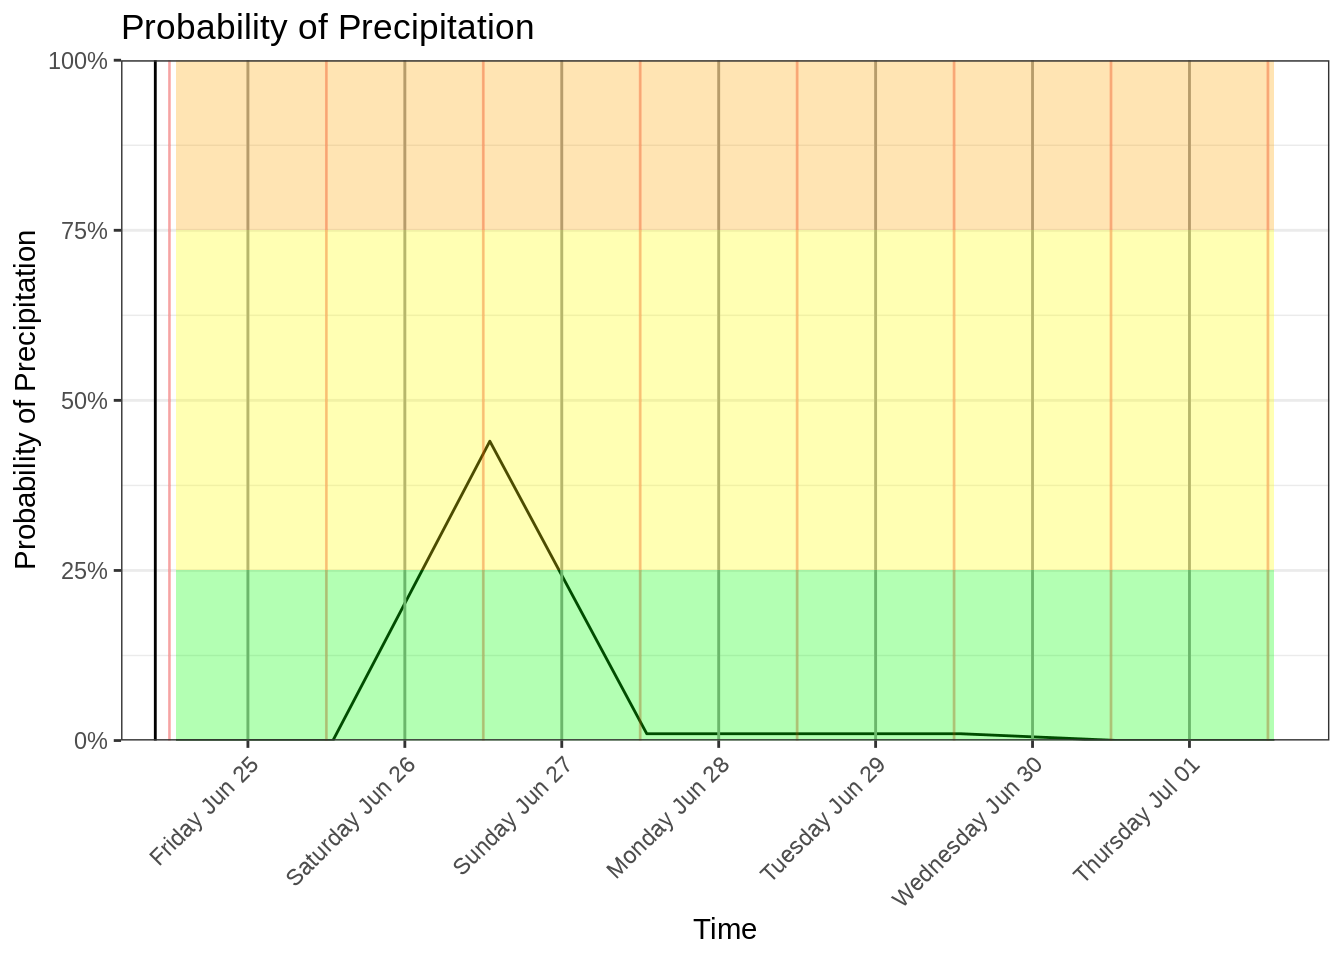 Probability of Precipitation
Probability of Precipitation
100%
75%
50%
25%
0%
Friday Jun 25
Saturday Jun 26
Sunday Jun 27
Monday Jun 28
Tuesday Jun 29
Wednesday Jun 30
Thursday Jul 01
Time